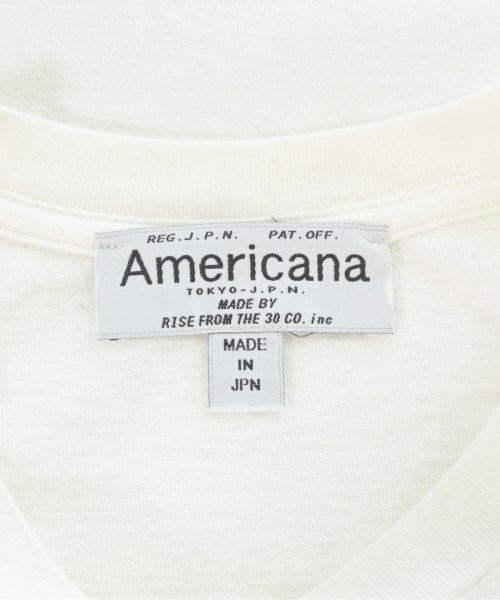 REG.J.P.N. PAT.OFF.
Americana
TOKYO-J.P.N.
MADE BY
RISE FROM THE 30 CO. inc
MADE
IN
JPN